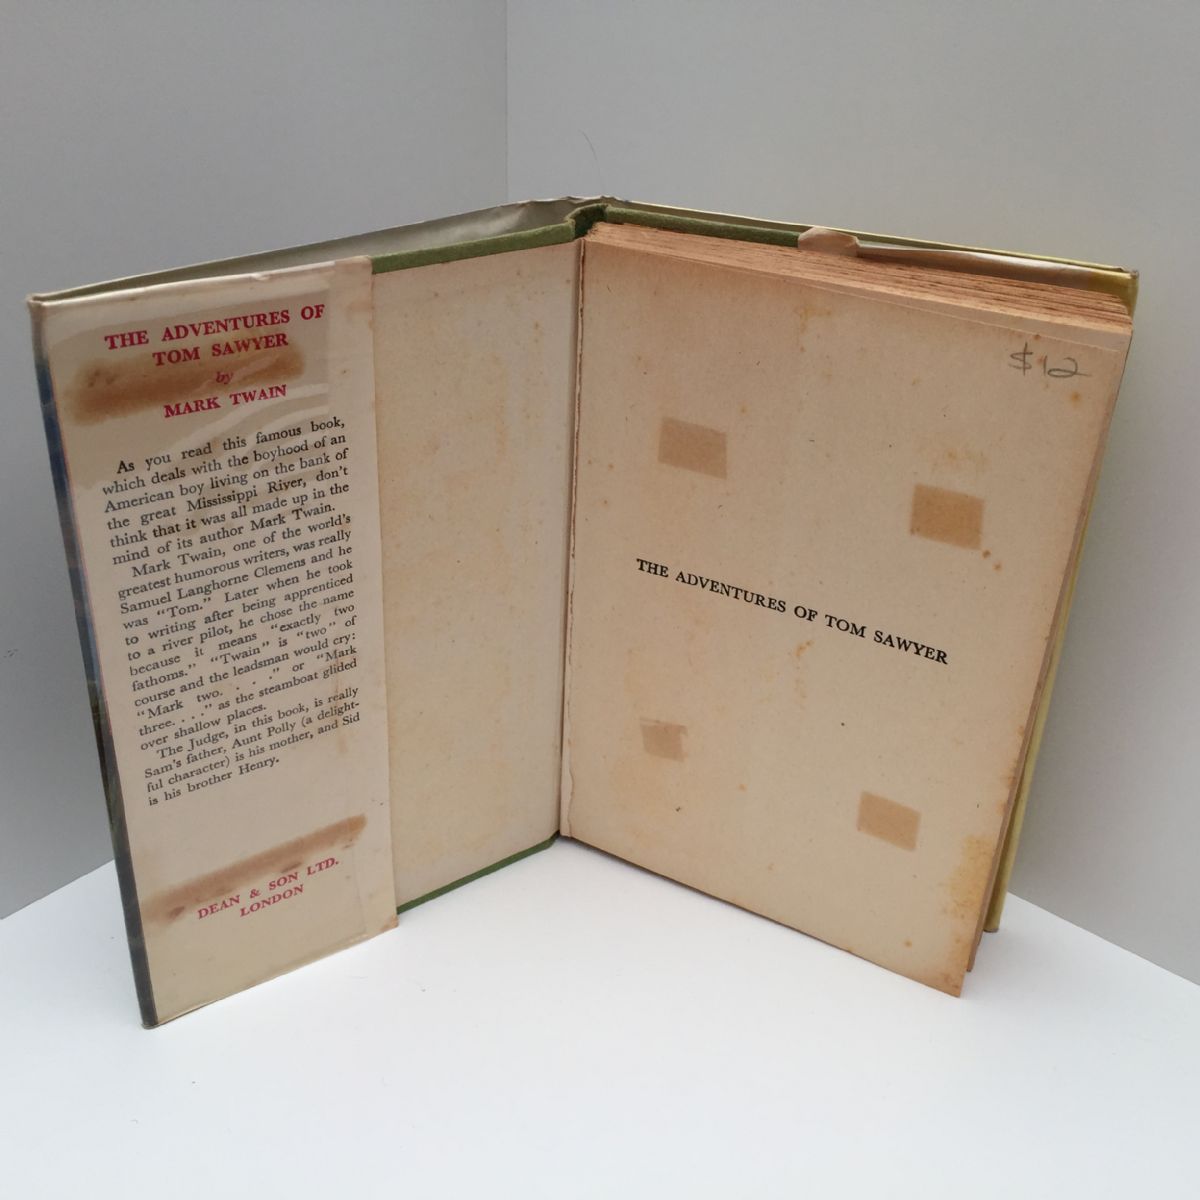 THE ADVENTURES OF
TOM SAWYER
by
MARK TWAIN
As you read this famous book,
which deals with the boyhood of an
American boy living on the bank of
the great Mississippi River, don't
think that it was all made up in the
mind of its author Mark Twain.
Mark Twain, one of the world's
greatest humorous writers, was really
Samuel Langhorne Clemens and he
was "Tom." Later when he took
to writing after being apprenticed
to a river pilot, he chose the name
because it means "exactly two
fathoms." "Twain" is "two" of
course and the leadsman would cry:
"Mark two. . . ." or "Mark
three. . . ." as the steamboat glided
over shallow places.
The Judge, in this book, is really
Sam's father, Aunt Polly (a delight-
ful character) is his mother, and Sid
is his brother Henry.
DEAN & SON LTD.
LONDON
$12
THE ADVENTURES OF TOM SAWYER